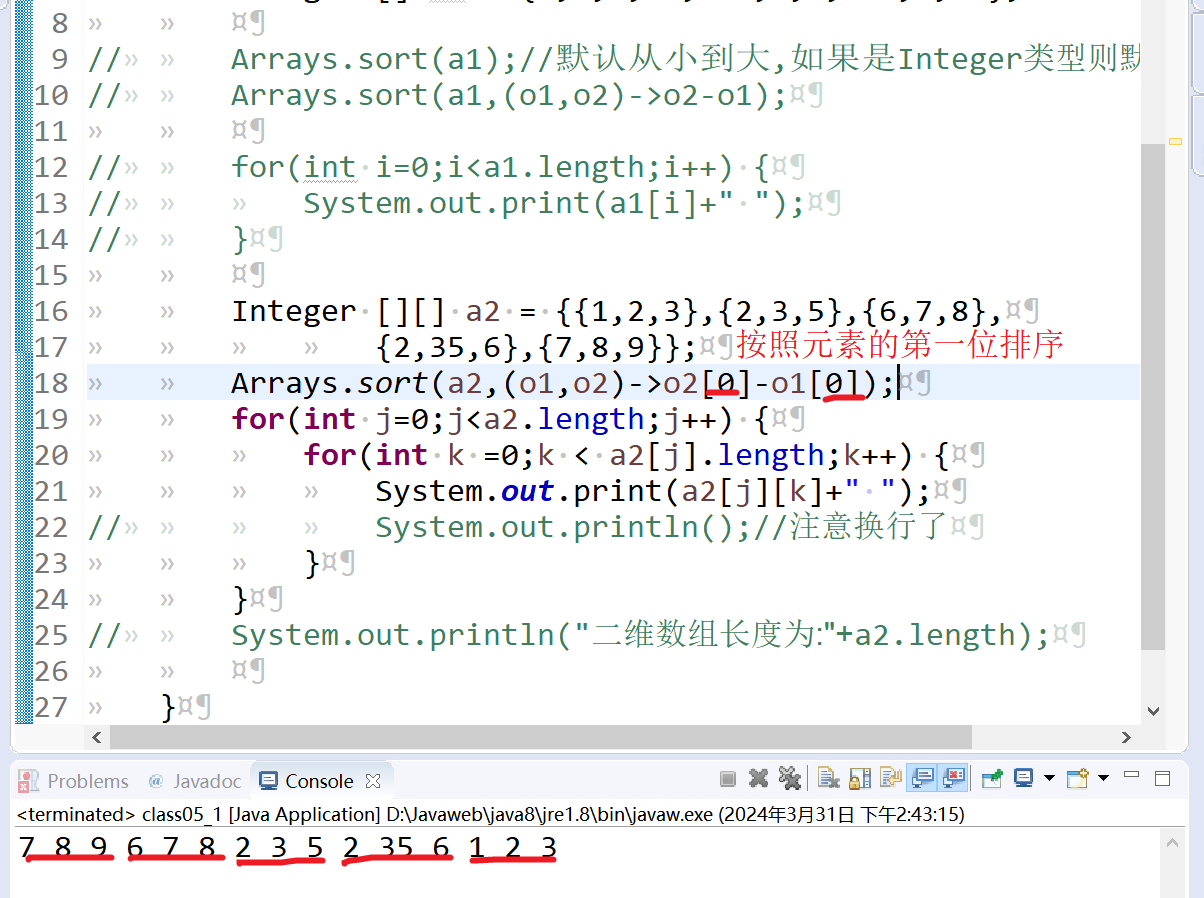 8
9 // Arrays.sort(a1);//默认从小到大,如果是Integer类型则默
10 // Arrays.sort(a1,(o1,o2)->o2-o1);
11
12 // for(int i=0;i<a1.length;i++) {
13 // System.out.print(a1[i]+" ");
14 // }
15
16 Integer [][] a2 = {{1,2,3},{2,3,5},{6,7,8},
17 {2,35,6},{7,8,9}};按照元素的第一位排序
18 Arrays.sort(a2,(o1,o2)->o2[0]-o1[0]);
19 for(int j=0;j<a2.length;j++) {
20 for(int k =0;k < a2[j].length;k++) {
21 System.out.print(a2[j][k]+" ");
22 // System.out.println();//注意换行了
23 }
24 }
25 // System.out.println("二维数组长度为:"+a2.length);
26
27 }
Problems @ Javadoc Console
<terminated> class05_1 [Java Application] D:\Javaweb\java8\jre1.8\bin\javaw.exe (2024年3月31日 下午2:43:15)
7 8 9 6 7 8 2 3 5 2 35 6 1 2 3